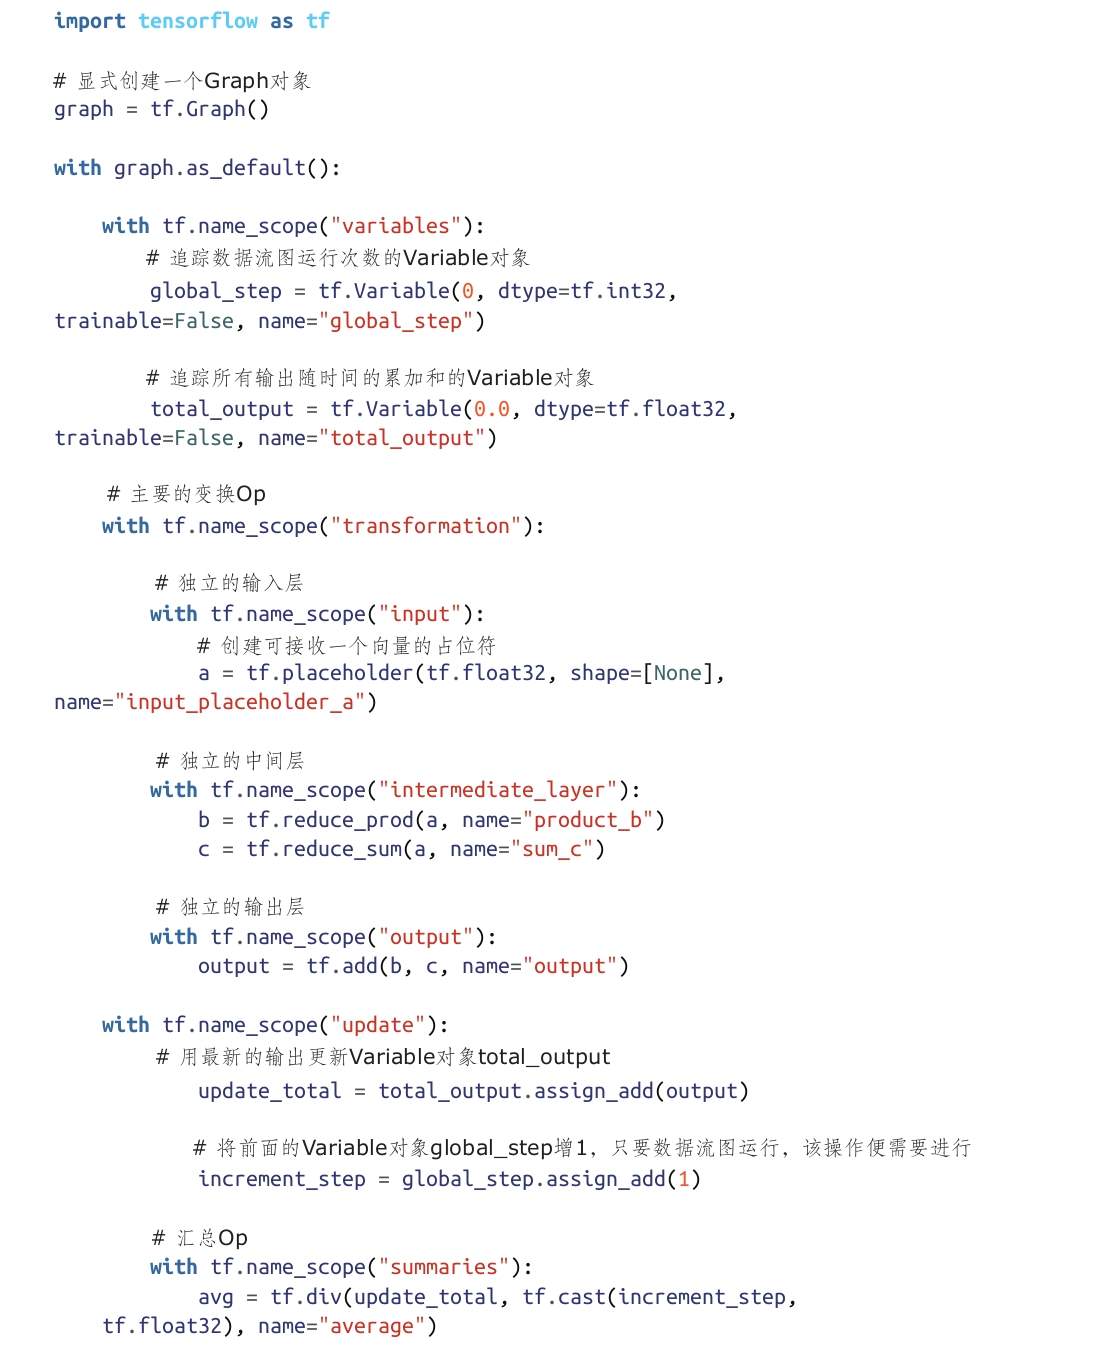 import tensorflow as tf
# 显式创建一个Graph对象
graph = tf.Graph()
with graph.as_default():
with tf.name_scope("variables"):
# 追踪数据流图运行次数的Variable对象
global_step = tf.Variable(0, dtype=tf.int32,
trainable=False, name="global_step")
# 追踪所有输出随时间的累加和的Variable对象
total_output = tf.Variable(0.0, dtype=tf.float32,
trainable=False, name="total_output")
# 主要的变换Op
with tf.name_scope("transformation"):
# 独立的输入层
with tf.name_scope("input"):
# 创建可接收一个向量的占位符
a = tf.placeholder(tf.float32, shape=[None],
name="input_placeholder_a")
# 独立的中间层
with tf.name_scope("intermediate_layer"):
b = tf.reduce_prod(a, name="product_b")
c = tf.reduce_sum(a, name="sum_c")
# 独立的输出层
with tf.name_scope("output"):
output = tf.add(b, c, name="output")
with tf.name_scope("update"):
# 用最新的输出更新Variable对象total_output
update_total = total_output.assign_add(output)
# 将前面的Variable对象global_step增1，只要数据流图运行，该操作便需要进行
increment_step = global_step.assign_add(1)
# 汇总Op
with tf.name_scope("summaries"):
avg = tf.div(update_total, tf.cast(increment_step,
tf.float32), name="average")